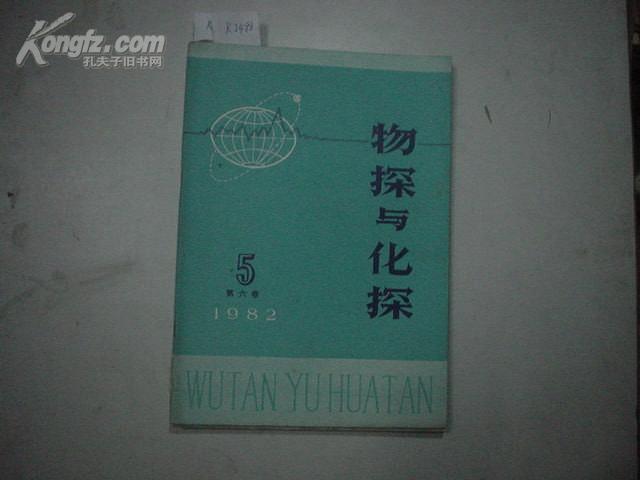 Kongfz.com
孔夫子旧书网
A K3498
物探与化探
5
第六卷
1982
WUTAN YU HUATAN